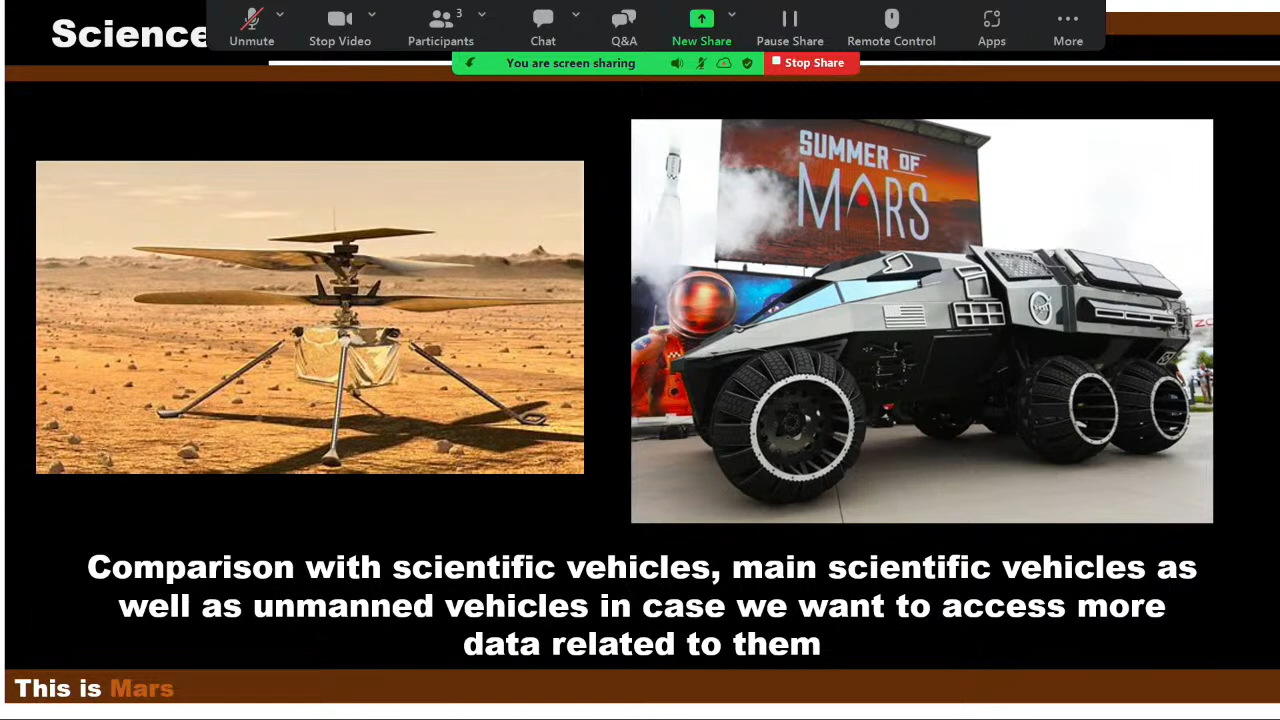 Science
3
Unmute
Stop Video
Participants
Chat
Q&A
New Share
Pause Share
Remote Control
Apps
More
You are screen sharing
Stop Share
SUMMER OF
MARS
Comparison with scientific vehicles, main scientific vehicles as
well as unmanned vehicles in case we want to access more
data related to them
This is Mars